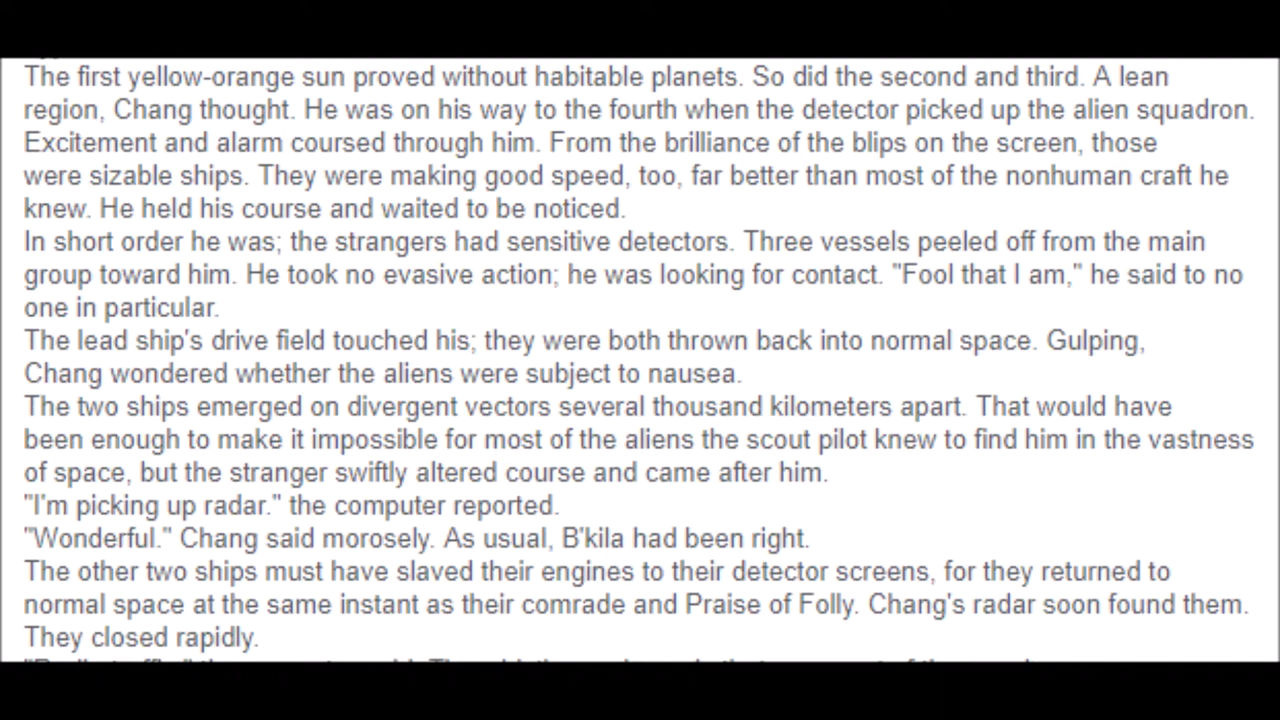 The first yellow-orange sun proved without habitable planets. So did the second and third. A lean
region, Chang thought. He was on his way to the fourth when the detector picked up the alien squadron.
Excitement and alarm coursed through him. From the brilliance of the blips on the screen, those
were sizable ships. They were making good speed, too, far better than most of the nonhuman craft he
knew. He held his course and waited to be noticed.
In short order he was; the strangers had sensitive detectors. Three vessels peeled off from the main
group toward him. He took no evasive action; he was looking for contact. "Fool that I am," he said to no
one in particular.
The lead ship's drive field touched his; they were both thrown back into normal space. Gulping,
Chang wondered whether the aliens were subject to nausea.
The two ships emerged on divergent vectors several thousand kilometers apart. That would have
been enough to make it impossible for most of the aliens the scout pilot knew to find him in the vastness
of space, but the stranger swiftly altered course and came after him.
"I'm picking up radar." the computer reported.
"Wonderful." Chang said morosely. As usual, B'kila had been right.
The other two ships must have slaved their engines to their detector screens, for they returned to
normal space at the same instant as their comrade and Praise of Folly. Chang's radar soon found them.
They closed rapidly.